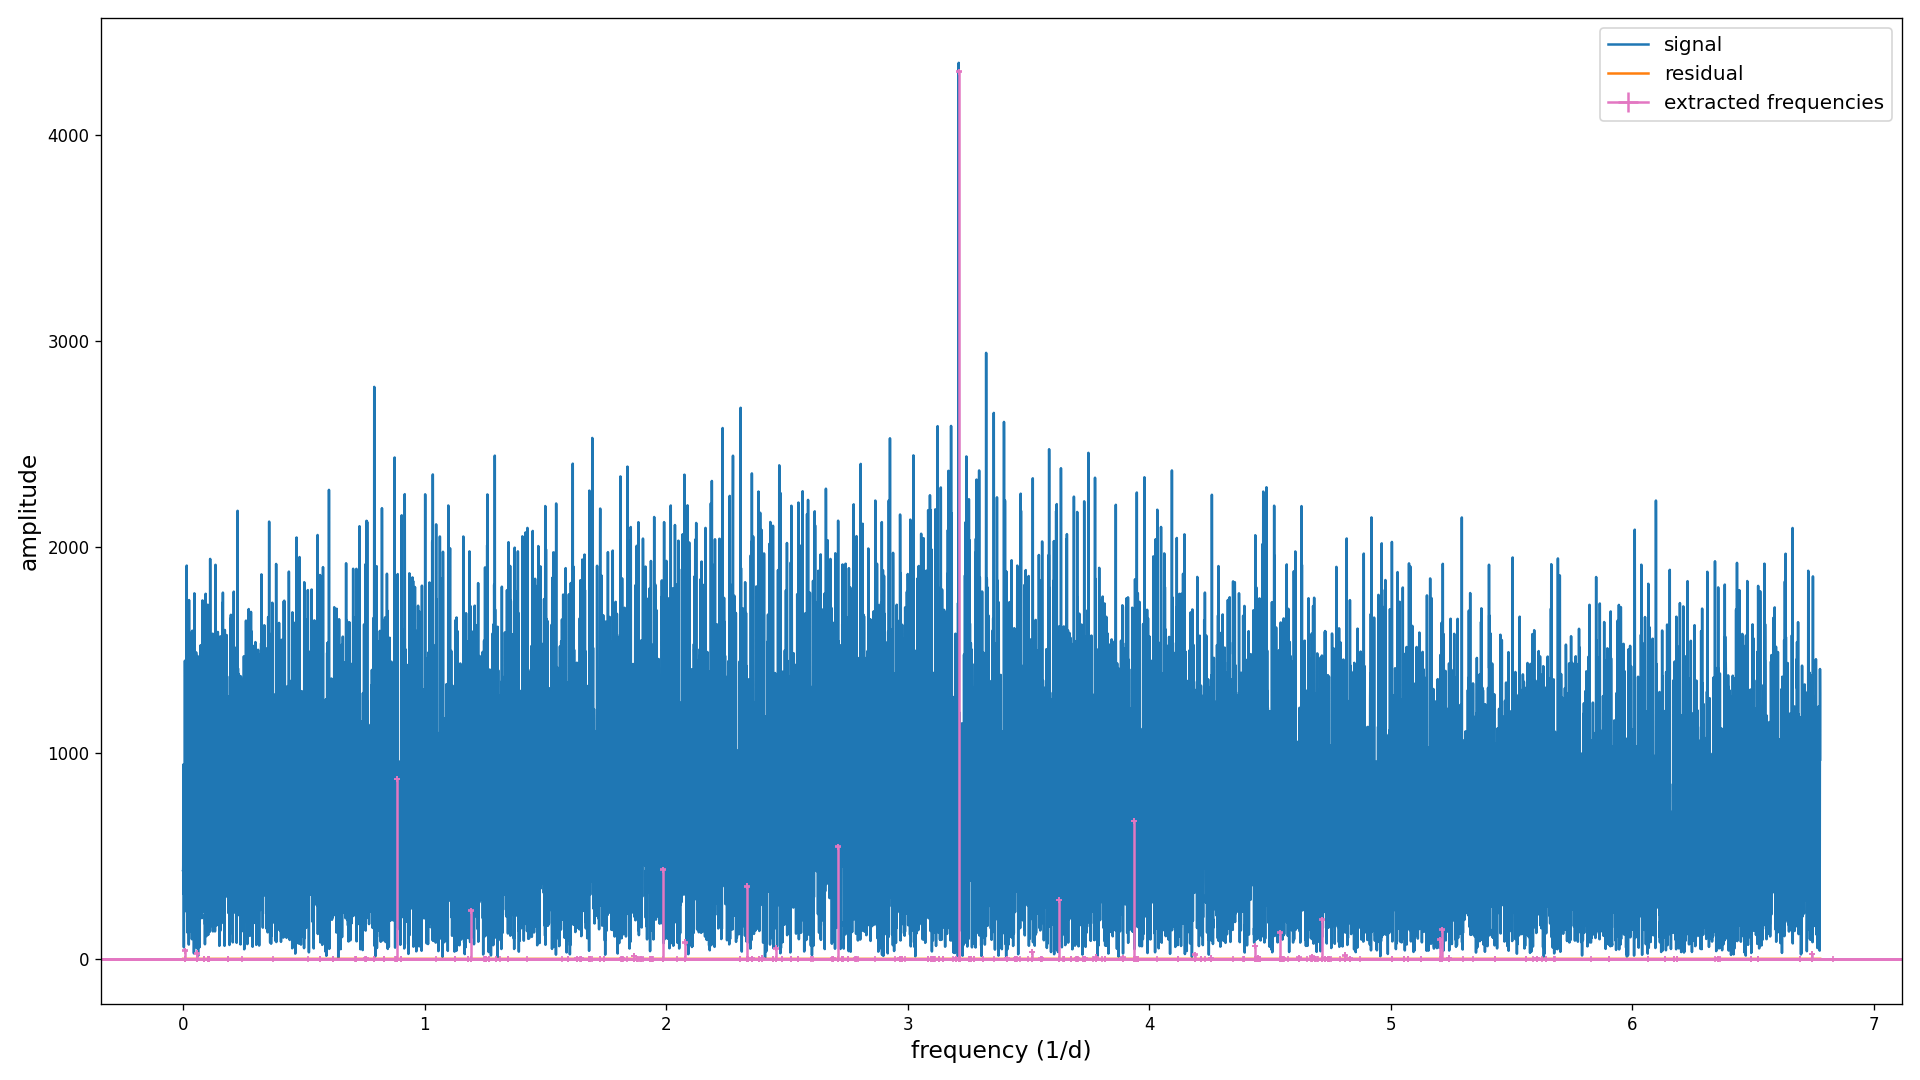 signal
residual
extracted frequencies
amplitude
4000
3000
2000
1000
0
0 1 2 3 4 5 6 7
frequency (1/d)